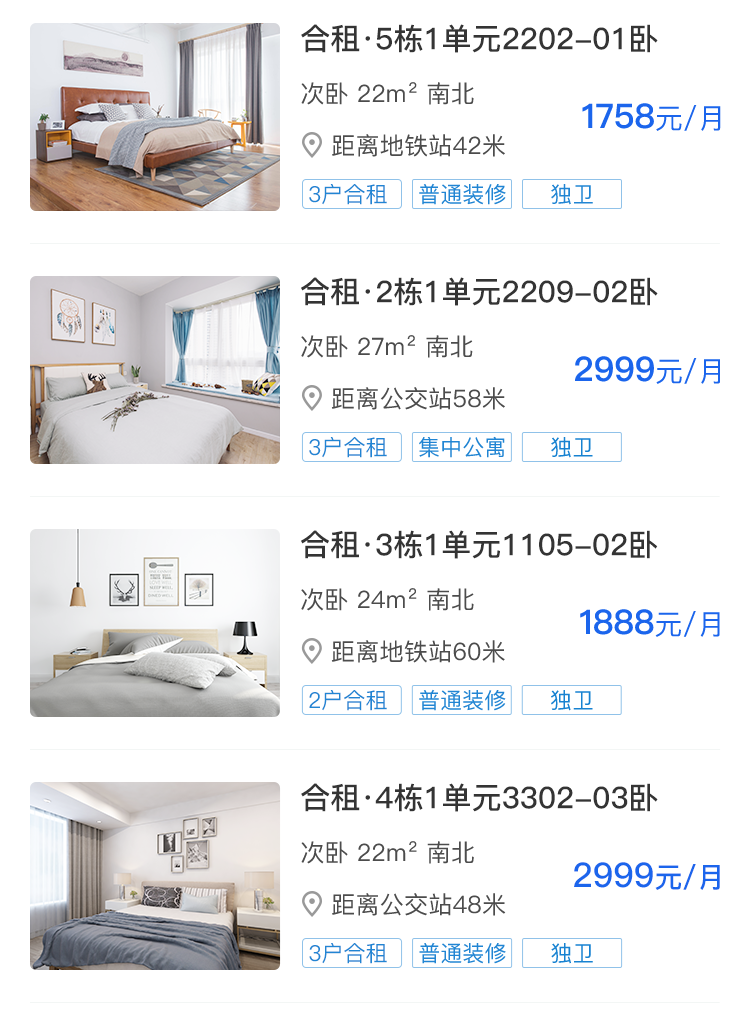 合租·5栋1单元2202-01卧
次卧 22m² 南北
1758元/月
距离地铁站42米
3户合租 普通装修 独卫
合租·2栋1单元2209-02卧
次卧 27m² 南北
2999元/月
距离公交站58米
3户合租 集中公寓 独卫
合租·3栋1单元1105-02卧
次卧 24m² 南北
1888元/月
距离地铁站60米
2户合租 普通装修 独卫
合租·4栋1单元3302-03卧
次卧 22m² 南北
2999元/月
距离公交站48米
3户合租 普通装修 独卫